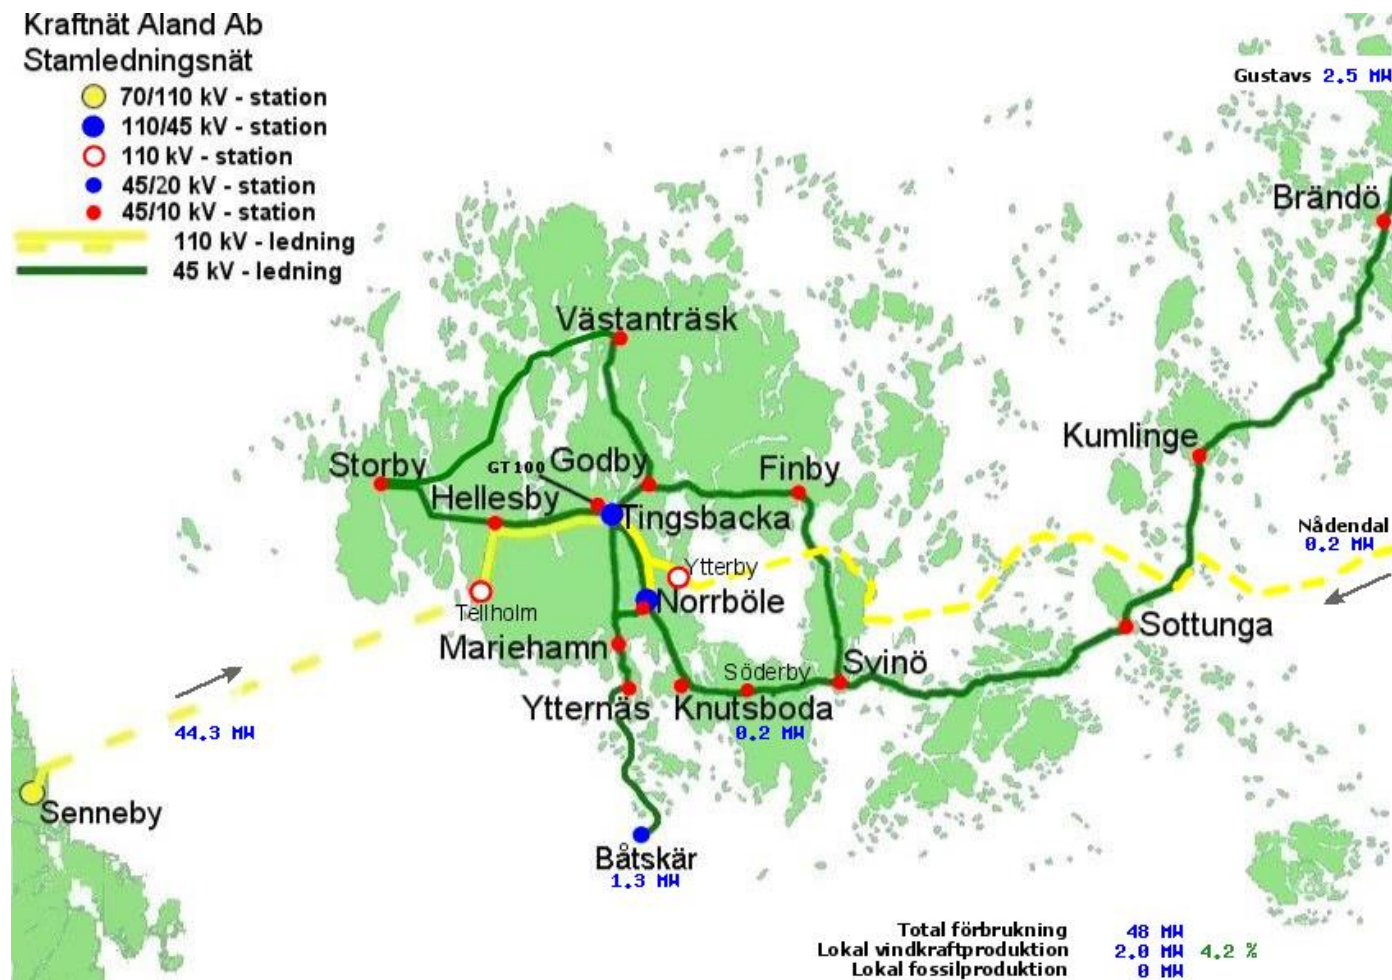 Kraftnät Åland Ab
Stamledningsnät
70/110 kV - station
110/45 kV - station
110 kV - station
45/20 kV - station
45/10 kV - station
110 kV - ledning
45 kV - ledning
Gustavs 2.5 MW
Brändö
Västanträsk
Kumlinge
Storby
GT100
Godby
Finby
Hellesby
Tingsbacka
Nådendal
0.2 MW
Ytterby
Tellholm
Norrböle
Sottunga
Mariehamn
Söderby
Svinö
Ytternäs
Knutsboda
0.2 MW
44.3 MW
Senneby
Båtskär
1.3 MW
Total förbrukning 48 MW
Lokal vindkraftproduktion 2.0 MW 4.2 %
Lokal fossilproduktion 0 MW